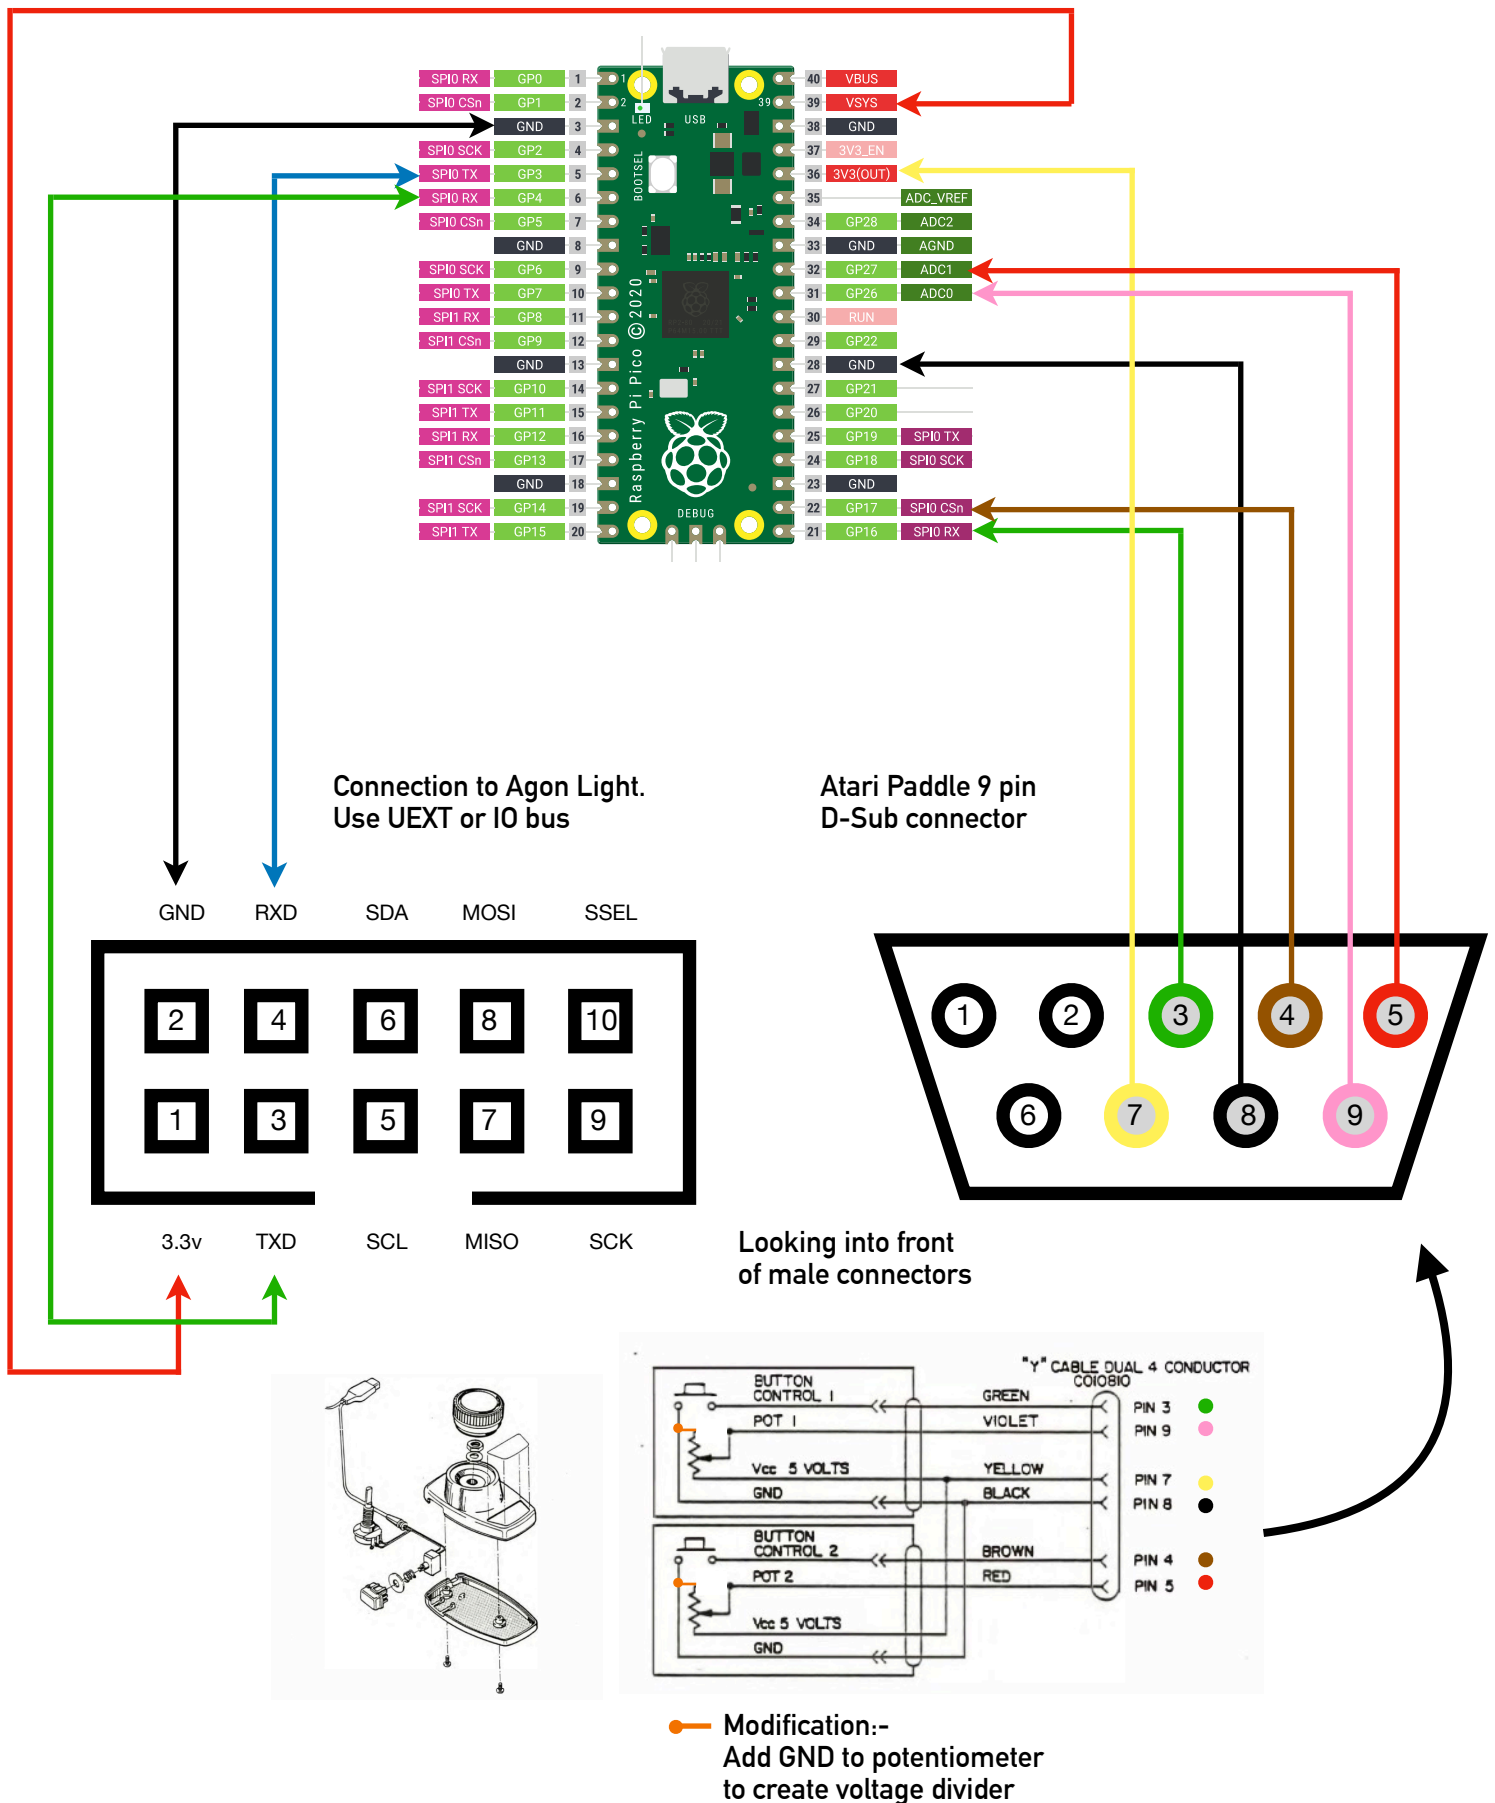 SPI0 RX GP0 1
SPI0 CSn GP1 2
GND 3
SPI0 SCK GP2 4
SPI0 TX GP3 5
SPI0 RX GP4 6
SPI0 CSn GP5 7
GND 8
SPI0 SCK GP6 9
SPI0 TX GP7 10
SPI1 RX GP8 11
SPI1 CSn GP9 12
GND 13
SPI1 SCK GP10 14
SPI1 TX GP11 15
SPI1 RX GP12 16
SPI1 CSn GP13 17
GND 18
SPI1 SCK GP14 19
SPI1 TX GP15 20
1
2
39
LED
USB
BOOTSEL
Raspberry Pi Pico © 2020
DEBUG
40 VBUS
39 VSYS
38 GND
37 3V3_EN
36 3V3(OUT)
35 ADC_VREF
34 GP28 ADC2
33 GND AGND
32 GP27 ADC1
31 GP26 ADC0
30 RUN
29 GP22
28 GND
27 GP21
26 GP20
25 GP19 SPI0 TX
24 GP18 SPI0 SCK
23 GND
22 GP17 SPI0 CSn
21 GP16 SPI0 RX
Connection to Agon Light.
Use UEXT or IO bus
Atari Paddle 9 pin
D-Sub connector
GND RXD SDA MOSI SSEL
2 4 6 8 10
1 3 5 7 9
3.3v TXD SCL MISO SCK
1 2 3 4 5
6 7 8 9
Looking into front
of male connectors
"Y" CABLE DUAL 4 CONDUCTOR
CO10810
BUTTON
CONTROL 1 GREEN PIN 3
POT 1 VIOLET PIN 9
Vcc 5 VOLTS YELLOW PIN 7
GND BLACK PIN 8
BUTTON
CONTROL 2 BROWN PIN 4
POT 2 RED PIN 5
Vcc 5 VOLTS
GND
Modification:-
Add GND to potentiometer
to create voltage divider